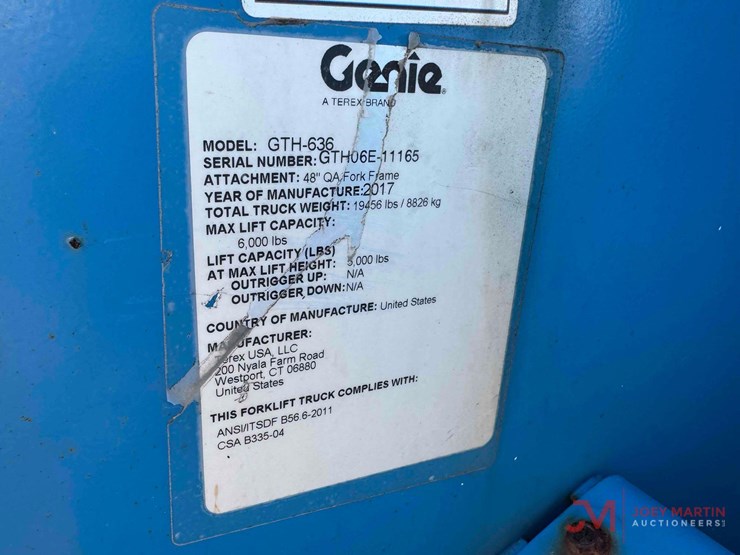 Genie
A TEREX BRAND
MODEL: GTH-636
SERIAL NUMBER: GTH06E-11165
ATTACHMENT: 48" QA Fork Frame
YEAR OF MANUFACTURE: 2017
TOTAL TRUCK WEIGHT: 19456 lbs / 8826 kg
MAX LIFT CAPACITY:
6,000 lbs
LIFT CAPACITY (LBS)
AT MAX LIFT HEIGHT: 5,000 lbs
OUTRIGGER UP: N/A
OUTRIGGER DOWN: N/A
COUNTRY OF MANUFACTURE: United States
MANUFACTURER:
Terex USA, LLC
200 Nyala Farm Road
Westport, CT 06880
United States
THIS FORKLIFT TRUCK COMPLIES WITH:
ANSI/ITSDF B56.6-2011
CSA B335-04
JOEY MARTIN
AUCTIONEERS